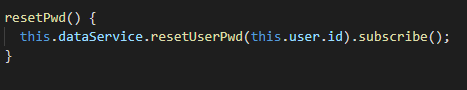 resetPwd() {
  this.dataService.resetUserPwd(this.user.id).subscribe();
}